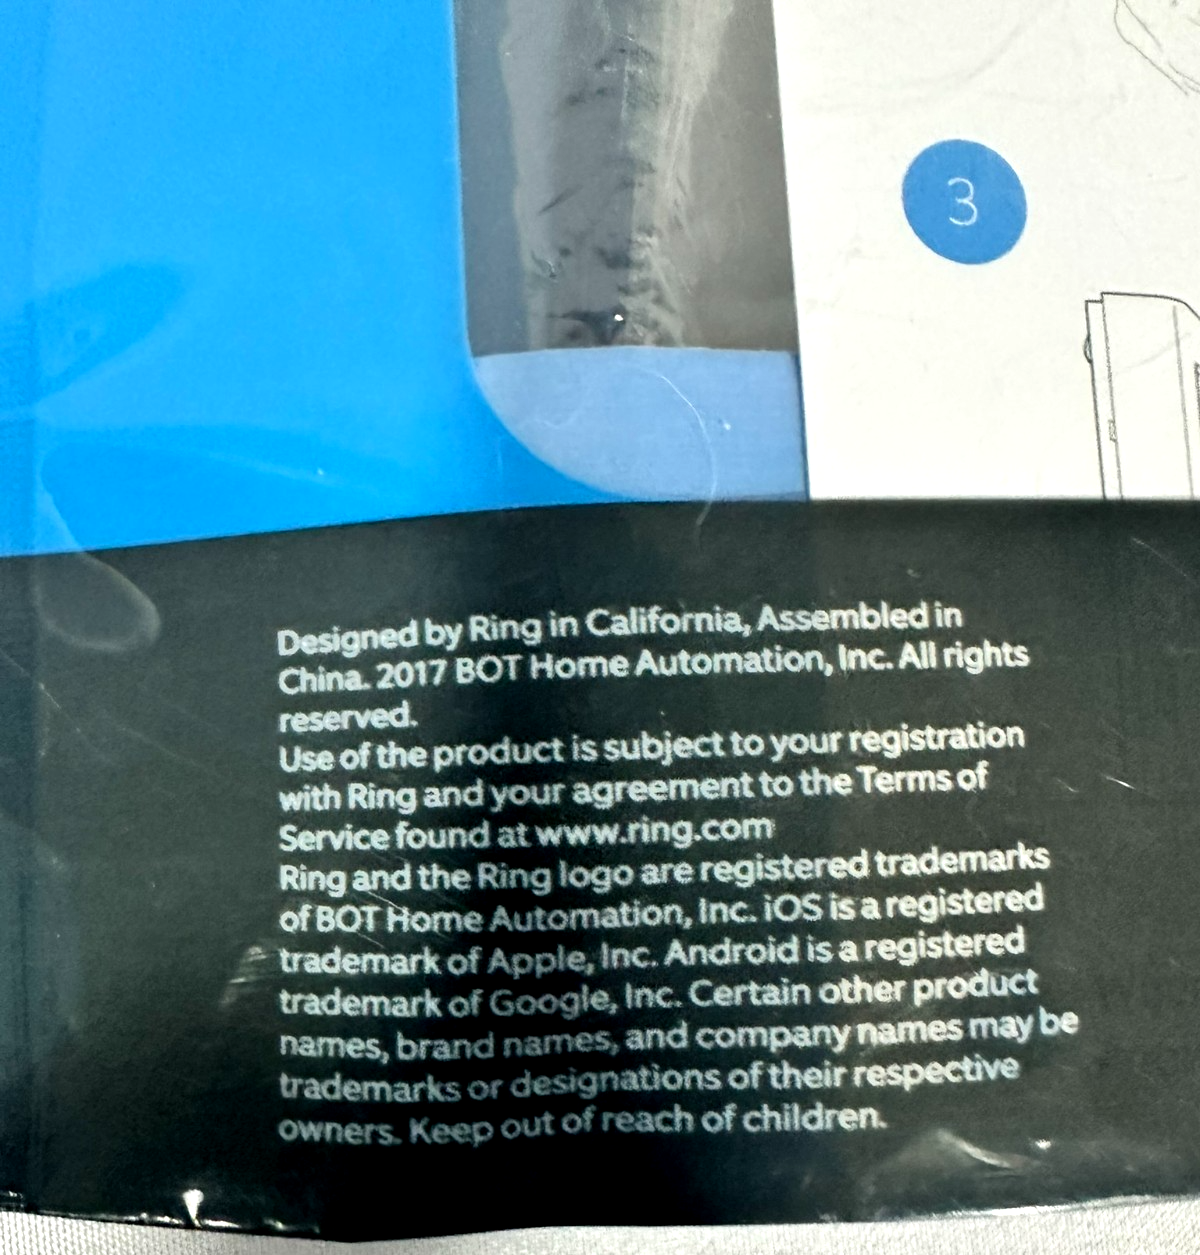 3
Designed by Ring in California, Assembled in
China. 2017 BOT Home Automation, Inc. All rights
reserved.
Use of the product is subject to your registration
with Ring and your agreement to the Terms of
Service found at www.ring.com
Ring and the Ring logo are registered trademarks
of BOT Home Automation, Inc. iOS is a registered
trademark of Apple, Inc. Android is a registered
trademark of Google, Inc. Certain other product
names, brand names, and company names may be
trademarks or designations of their respective
owners. Keep out of reach of children.